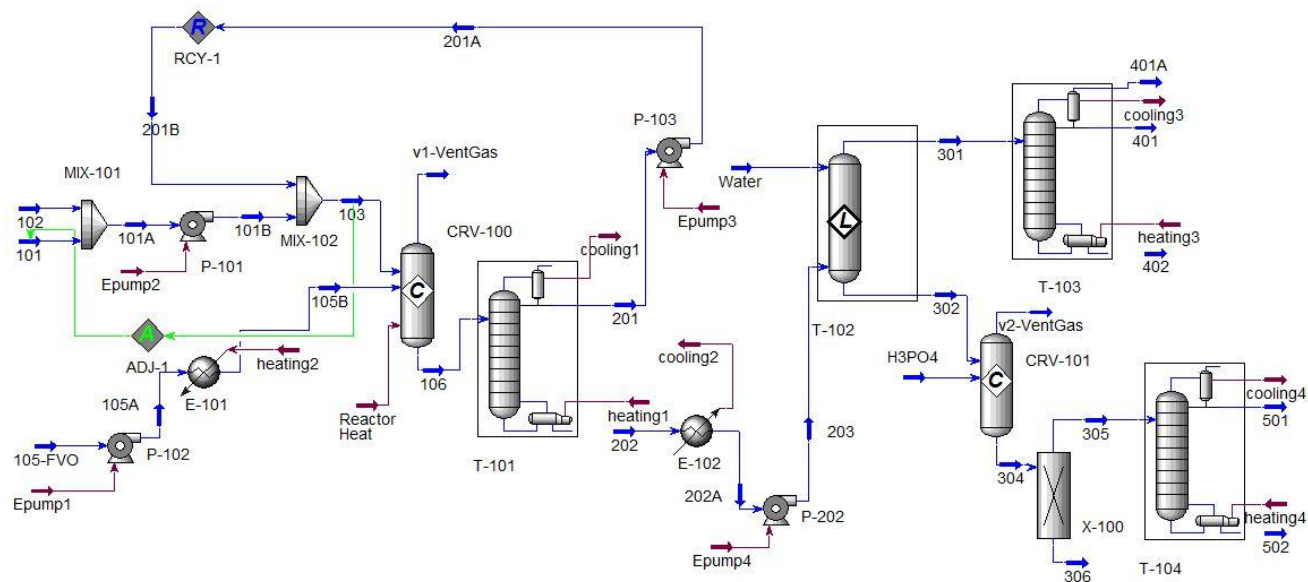 R
RCY-1
201A
201B
MIX-101
102
101
101A
P-101
Epump2
101B
MIX-102
103
v1-VentGas
CRV-100
C
105B
A
ADJ-1
heating2
E-101
105A
105-FVO
P-102
Epump1
Reactor
Heat
106
cooling1
201
P-103
Epump3
T-101
heating1
202
cooling2
E-102
202A
P-202
Epump4
203
Water
L
T-102
301
302
401A
cooling3
401
heating3
402
T-103
v2-VentGas
H3PO4
CRV-101
C
304
X-100
305
306
cooling4
501
heating4
502
T-104